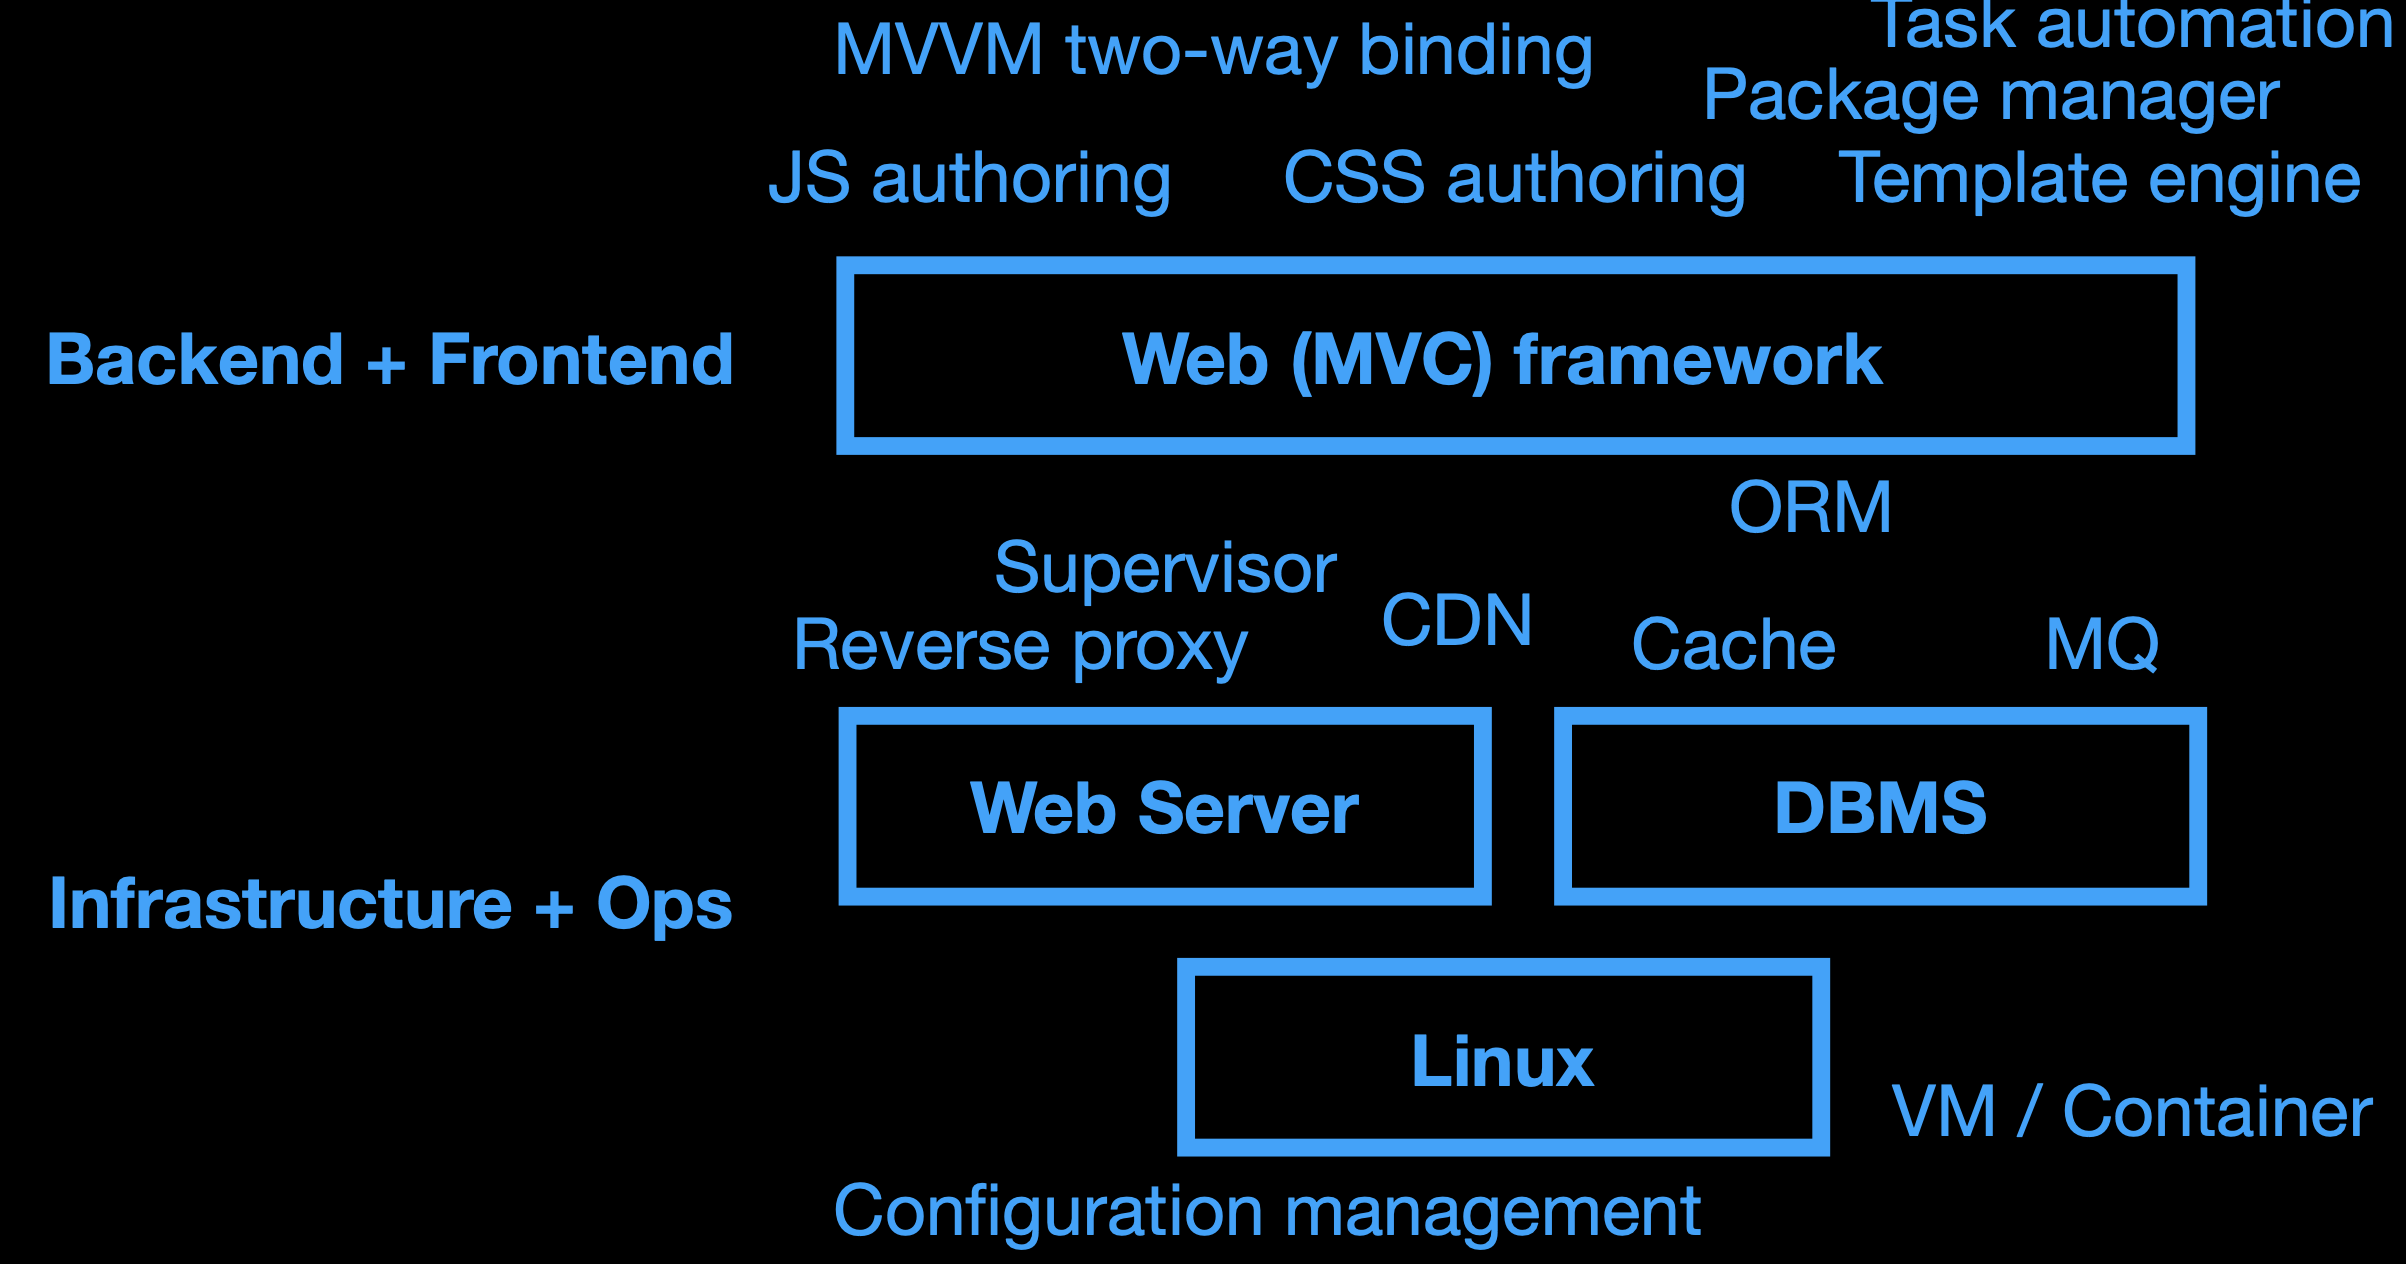 Task automation
MVVM two-way binding
Package manager
JS authoring
CSS authoring
Template engine
Backend + Frontend
Web (MVC) framework
ORM
Supervisor
CDN
Reverse proxy
Cache
MQ
Web Server
DBMS
Infrastructure + Ops
Linux
VM / Container
Configuration management